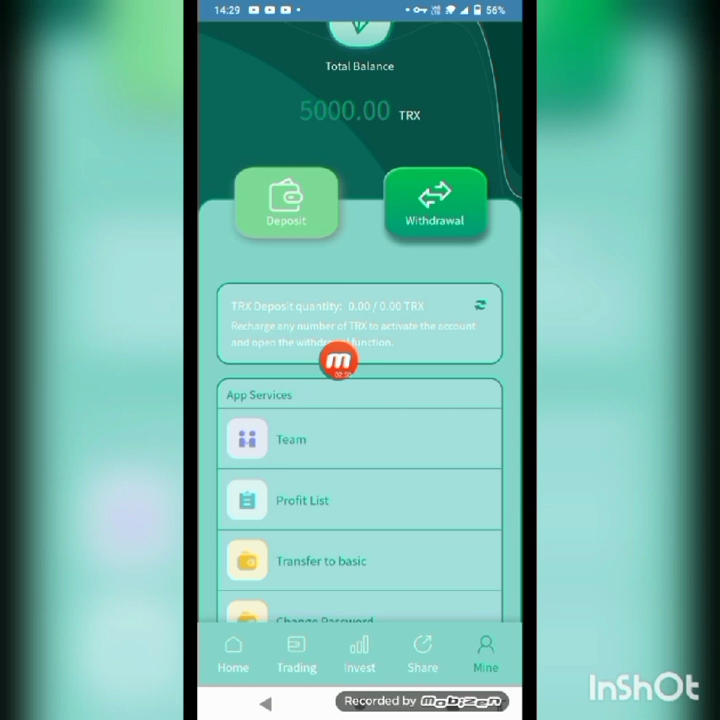 14:29
56%
Total Balance
5000.00 TRX
Deposit
Withdrawal
TRX Deposit quantity: 0.00 / 0.00 TRX
Recharge any number of TRX to activate the account
and open the withdrawal function.
App Services
Team
Profit List
Transfer to basic
Change Password
Home
Trading
Invest
Share
Mine
Recorded by mobizen
InShOt